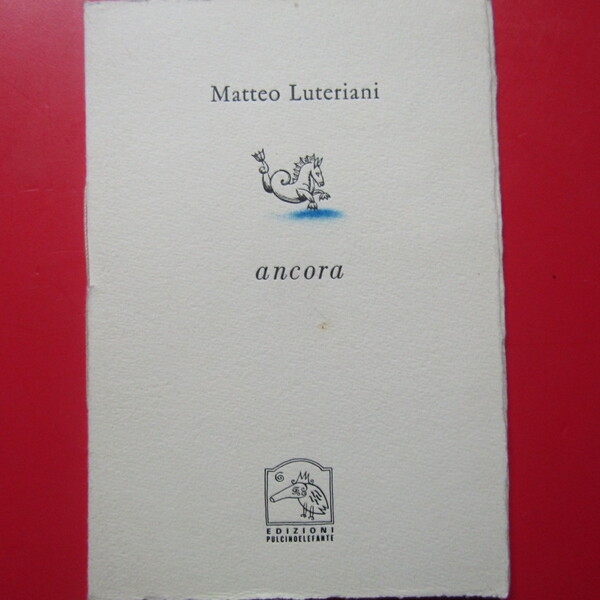 Matteo Luteriani
ancora
EDIZIONI
PULCINOELEFANTE